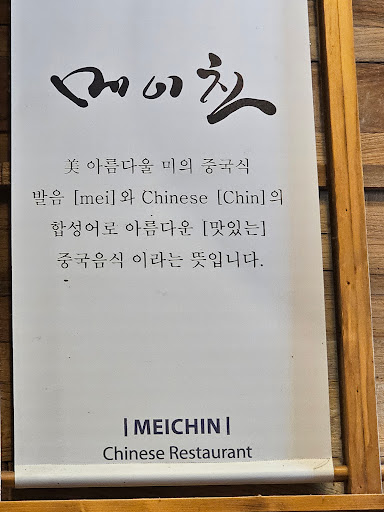 메이친
美 아름다울 미의 중국식
발음 [mei]와 Chinese [Chin]의
합성어로 아름다운 [맛있는]
중국음식 이라는 뜻입니다.
| MEICHIN |
Chinese Restaurant